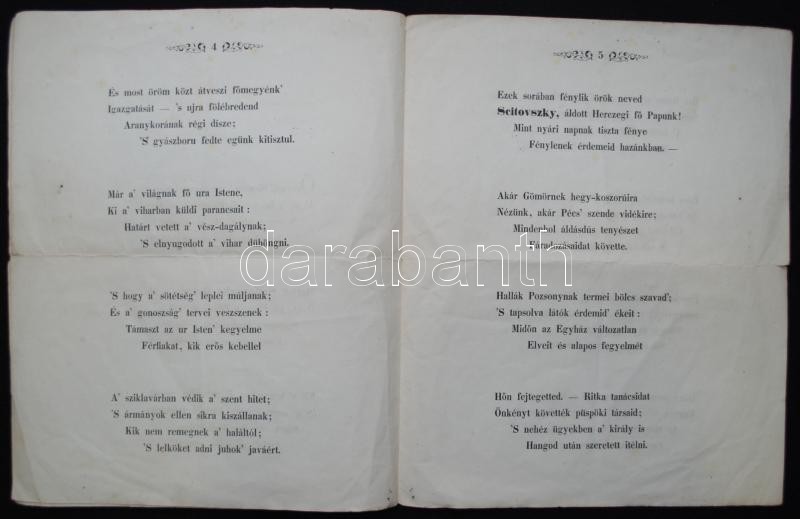 4
És most öröm közt átveszi főmegyénk'
Igazgatását — 's ujra fölébredend
Aranykorának régi dísze;
'S gyászboru fedte egünk kitisztul.
Már a' világnak fő ura Istene,
Ki a' viharban küldi parancsait:
Határt vetett a' vész-dagálynak;
'S elnyugodott a' vihar dühöngni.
'S hogy a' sötétség' leplei múljanak;
És a' gonoszság' tervei veszszenek:
Támaszt az ur Isten' kegyelme
Férfiakat, kik erős kebellel
A' sziklavárban védik a' szent hitet;
'S ármányok ellen síkra kiszállanak;
Kik nem remegnek a' haláltól;
'S lelköket adni juhok' javáért.
5
Ezek sorában fénylik örök neved
Scitovszky, áldott Herczegi fő Papunk!
Mint nyári napnak tiszta fénye
Fénylenek érdemeid hazánkban. —
Akár Gömörnek hegy-koszorúira
Nézünk, akár Pécs' szende vidékire;
Mindenhol áldásdús tenyészet
Fáradozásaidat követte.
Hallák Pozsonynak termei bölcs szavad';
'S tapsolva látók érdemid' ékeit:
Midőn az Egyház változatlan
Elveit és alapos fegyelmét
Hőn fejtegetted. — Ritka tanácsidat
Önkényt követték püspöki társaid;
'S nehéz ügyekben a' király is
Hangod után szeretett itélni.
darabanth